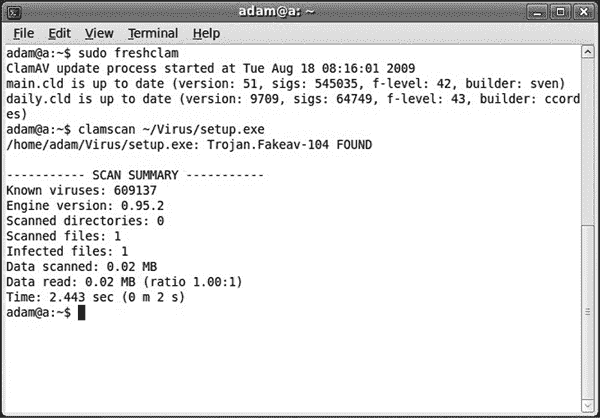 adam@a: ~
File Edit View Terminal Help
adam@a:~$ sudo freshclam
ClamAV update process started at Tue Aug 18 08:16:01 2009
main.cld is up to date (version: 51, sigs: 545035, f-level: 42, builder: sven)
daily.cld is up to date (version: 9709, sigs: 64749, f-level: 43, builder: ccord
es)
adam@a:~$ clamscan ~/Virus/setup.exe
/home/adam/Virus/setup.exe: Trojan.Fakeav-104 FOUND
----------- SCAN SUMMARY -----------
Known viruses: 609137
Engine version: 0.95.2
Scanned directories: 0
Scanned files: 1
Infected files: 1
Data scanned: 0.02 MB
Data read: 0.02 MB (ratio 1.00:1)
Time: 2.443 sec (0 m 2 s)
adam@a:~$